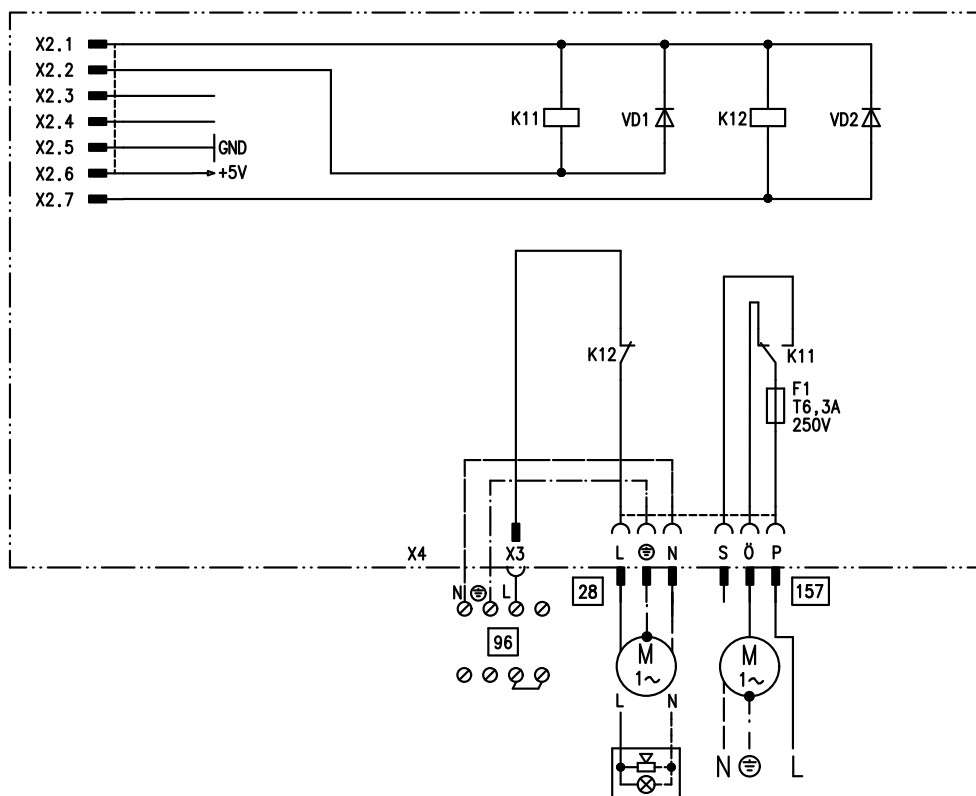 X2.1
X2.2
X2.3
X2.4
X2.5 GND
X2.6 +5V
X2.7
K11 VD1 K12 VD2
K12 K11
F1
T6,3A
250V
X4 X3 L N S Ö P
N L 28 157
96
M
1~
M
1~
L N
N L